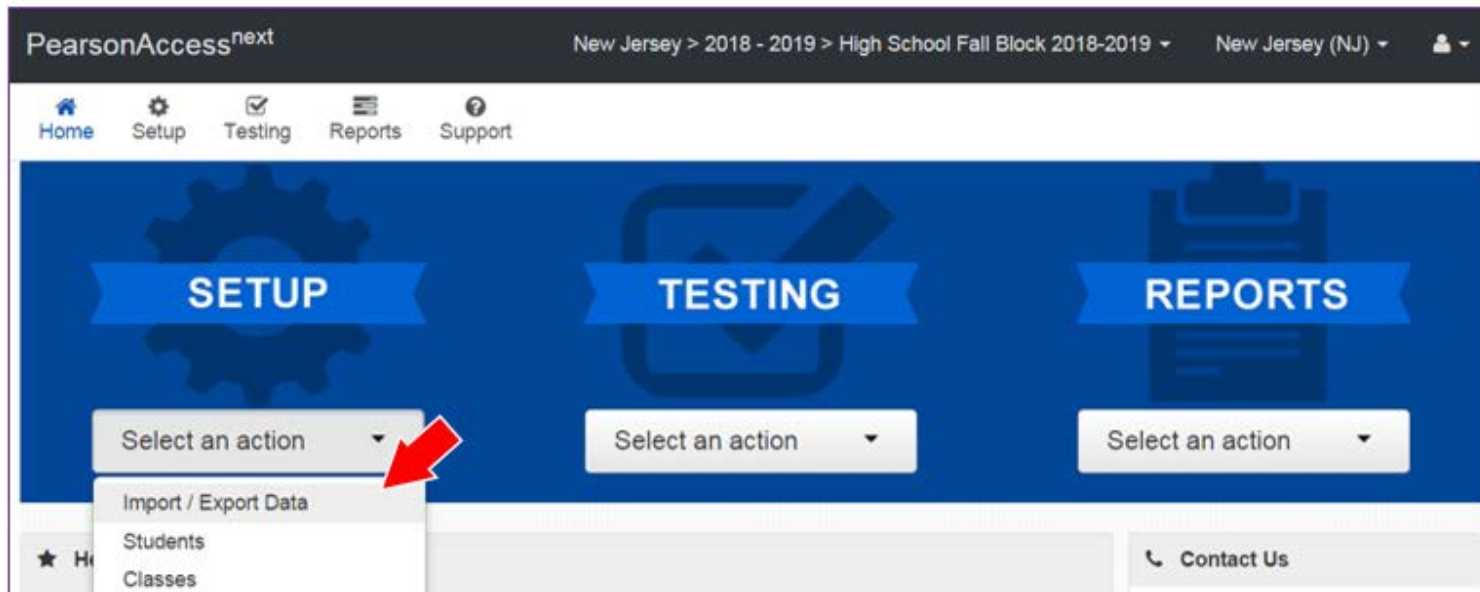 PearsonAccessnext New Jersey > 2018 - 2019 > High School Fall Block 2018-2019 New Jersey (NJ)
Home Setup Testing Reports Support
SETUP TESTING REPORTS
Select an action Select an action Select an action
Import / Export Data
Students
Contact Us
Classes